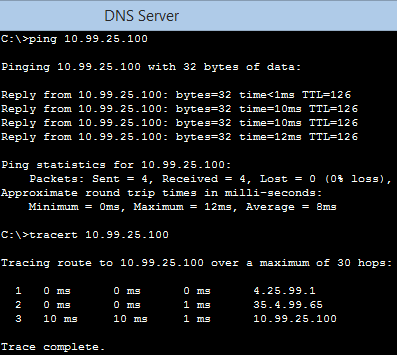 DNS Server
C:\>ping 10.99.25.100
Pinging 10.99.25.100 with 32 bytes of data:
Reply from 10.99.25.100: bytes=32 time<1ms TTL=126
Reply from 10.99.25.100: bytes=32 time=10ms TTL=126
Reply from 10.99.25.100: bytes=32 time=10ms TTL=126
Reply from 10.99.25.100: bytes=32 time=12ms TTL=126
Ping statistics for 10.99.25.100:
    Packets: Sent = 4, Received = 4, Lost = 0 (0% loss),
Approximate round trip times in milli-seconds:
    Minimum = 0ms, Maximum = 12ms, Average = 8ms
C:\>tracert 10.99.25.100
Tracing route to 10.99.25.100 over a maximum of 30 hops:
  1   0 ms      0 ms      0 ms      4.25.99.1
  2   0 ms      0 ms      0 ms      35.4.99.65
  3   10 ms     10 ms     1 ms      10.99.25.100
Trace complete.